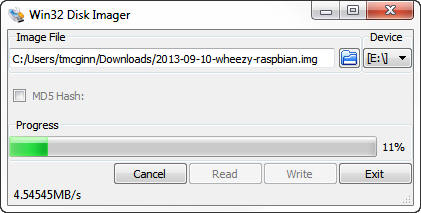 Win32 Disk Imager
Image File
Device
C:/Users/tmcginn/Downloads/2013-09-10-wheezy-raspbian.img
[E:\]
MD5 Hash:
Progress
11%
Cancel
Read
Write
Exit
4.54545MB/s